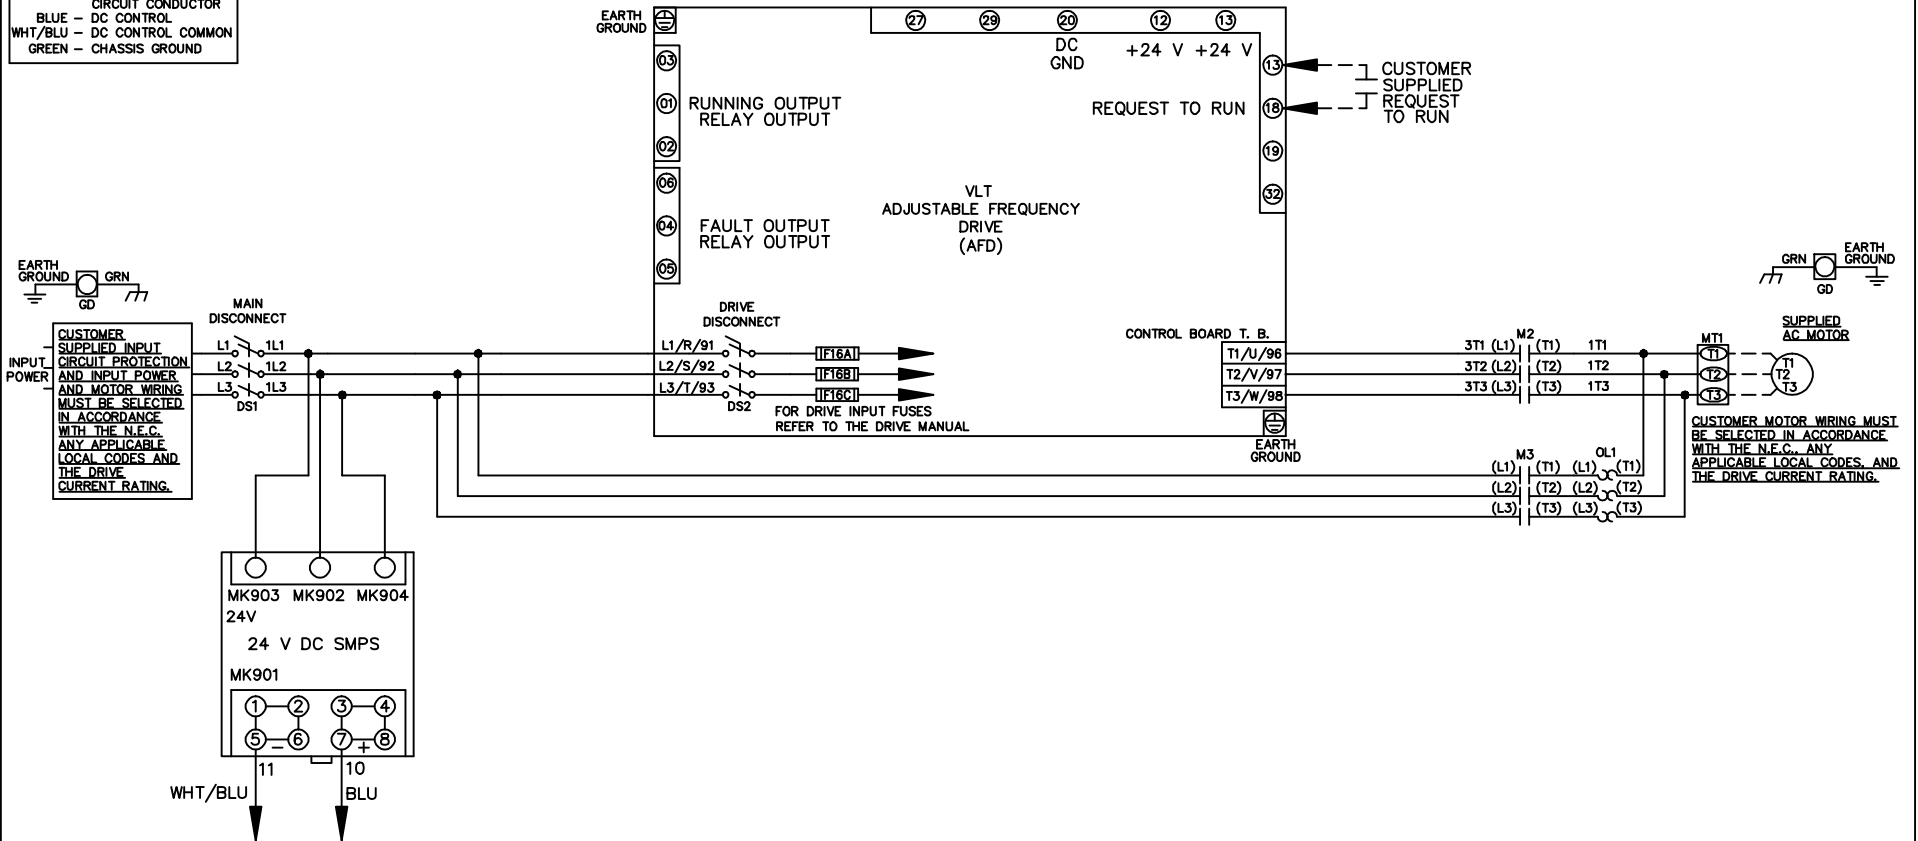 CIRCUIT CONDUCTOR
BLUE – DC CONTROL
WHT/BLU – DC CONTROL COMMON
GREEN – CHASSIS GROUND
EARTH
GROUND
27
29
20
12
13
DC
GND
+24 V
+24 V
03
01
02
RUNNING OUTPUT
RELAY OUTPUT
06
04
05
FAULT OUTPUT
RELAY OUTPUT
VLT
ADJUSTABLE FREQUENCY
DRIVE
(AFD)
REQUEST TO RUN
13
18
19
32
CUSTOMER
SUPPLIED
REQUEST
TO RUN
EARTH
GROUND
GRN
GD
CUSTOMER
SUPPLIED INPUT
CIRCUIT PROTECTION
AND INPUT POWER
AND MOTOR WIRING
MUST BE SELECTED
IN ACCORDANCE
WITH THE N.E.C.
ANY APPLICABLE
LOCAL CODES AND
THE DRIVE
CURRENT RATING.
INPUT
POWER
MAIN
DISCONNECT
L1 1L1
L2 1L2
L3 1L3
DS1
DRIVE
DISCONNECT
L1/R/91
L2/S/92
L3/T/93
DS2
F16A
F16B
F16C
FOR DRIVE INPUT FUSES
REFER TO THE DRIVE MANUAL
CONTROL BOARD T. B.
T1/U/96
T2/V/97
T3/W/98
EARTH
GROUND
M2
3T1 (L1) (T1) 1T1
3T2 (L2) (T2) 1T2
3T3 (L3) (T3) 1T3
M3
OL1
(L1) (T1) (L1) (T1)
(L2) (T2) (L2) (T2)
(L3) (T3) (L3) (T3)
GRN
EARTH
GROUND
GD
SUPPLIED
AC MOTOR
MT1
T1
T2
T3
T1
T2
T3
CUSTOMER MOTOR WIRING MUST
BE SELECTED IN ACCORDANCE
WITH THE N.E.C., ANY
APPLICABLE LOCAL CODES, AND
THE DRIVE CURRENT RATING.
MK903 MK902 MK904
24V
24 V DC SMPS
MK901
1 2 3 4
5 – 6 7 + 8
11
10
WHT/BLU
BLU